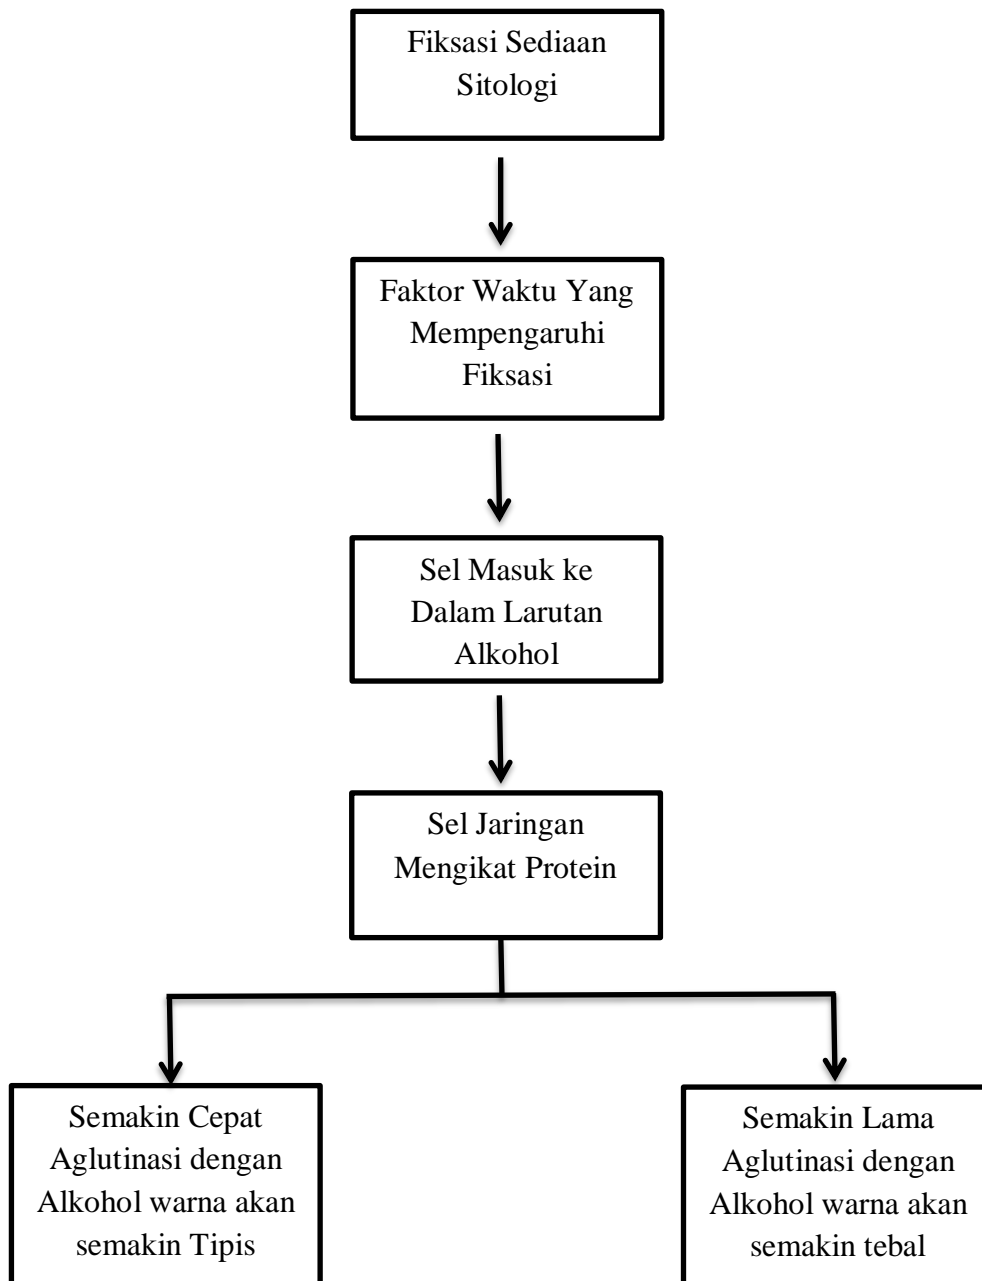 Fiksasi Sediaan
Sitologi
Faktor Waktu Yang
Mempengaruhi
Fiksasi
Sel Masuk ke
Dalam Larutan
Alkohol
Sel Jaringan
Mengikat Protein
Semakin Cepat
Aglutinasi dengan
Alkohol warna akan
semakin Tipis
Semakin Lama
Aglutinasi dengan
Alkohol warna akan
semakin tebal